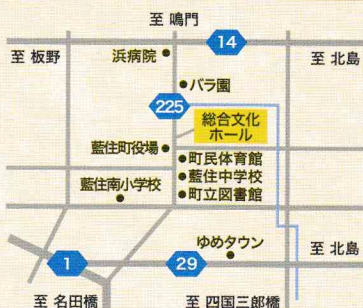 至 鳴門
14
至 板野
浜病院
至 北島
バラ園
225
総合文化
ホール
藍住町役場
町民体育館
藍住南小学校
藍住中学校
町立図書館
ゆめタウン
至 北島
1
29
至 名田橋
至 四国三郎橋